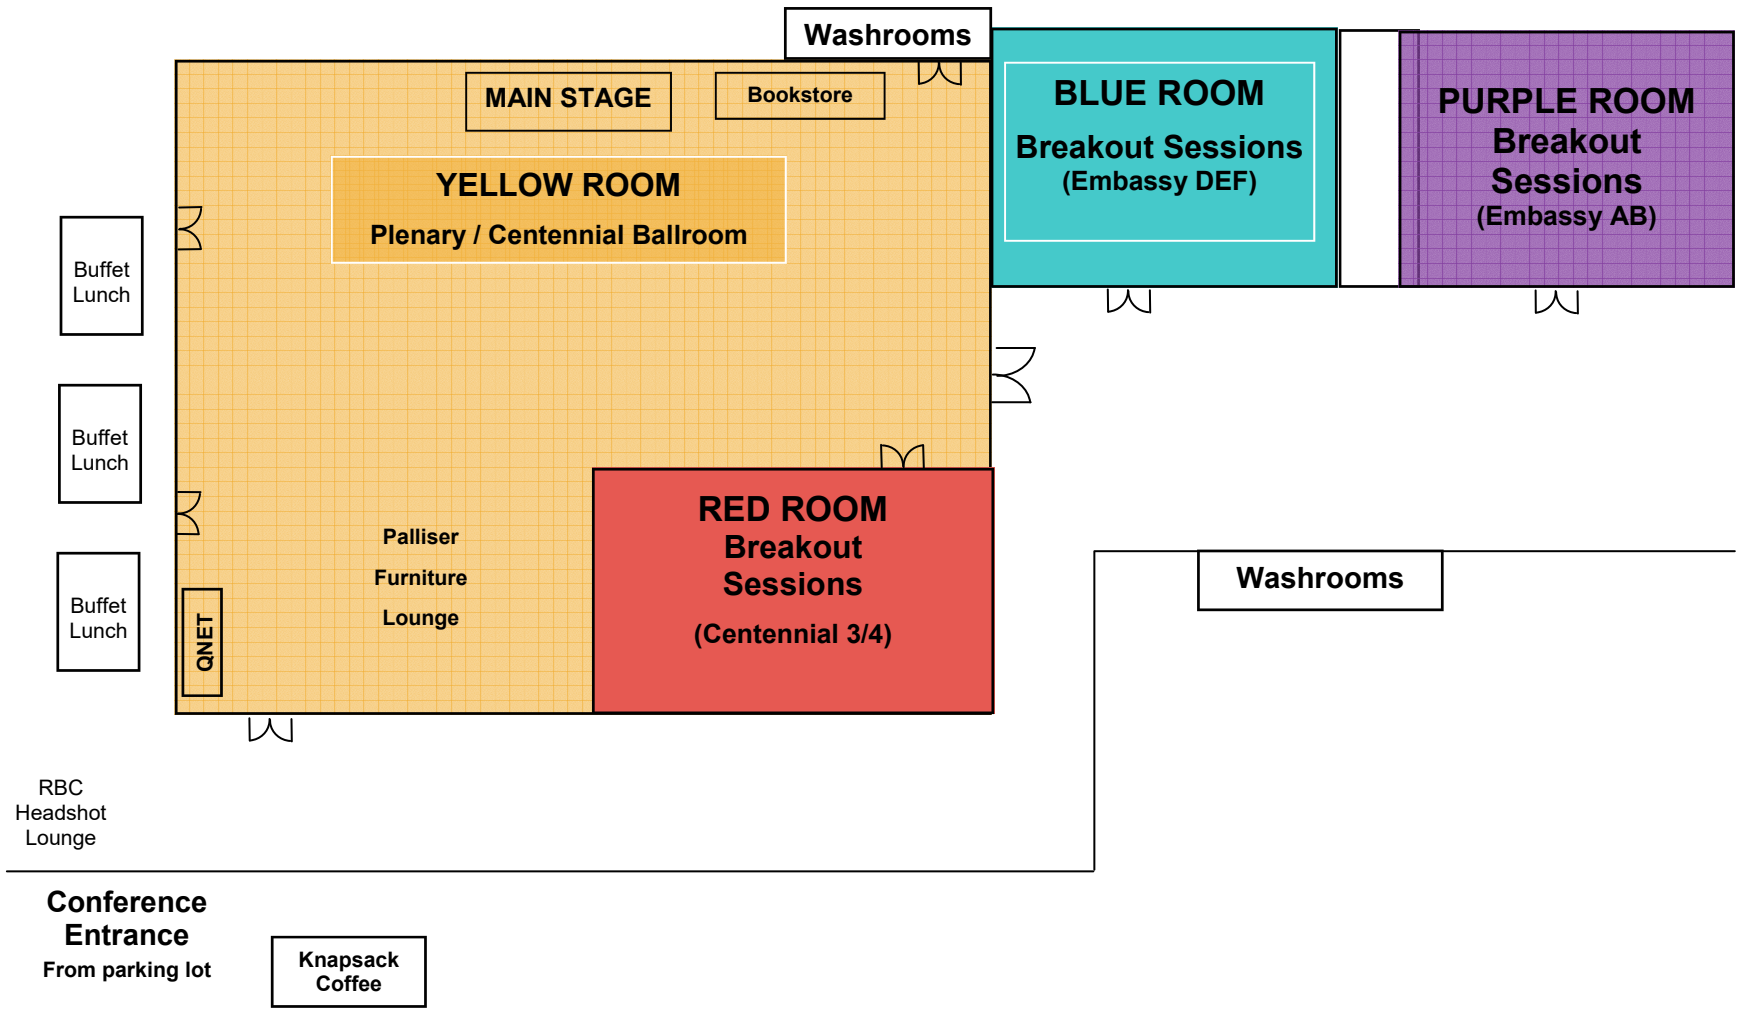 Washrooms
MAIN STAGE
Bookstore
YELLOW ROOM
Plenary / Centennial Ballroom
BLUE ROOM
Breakout Sessions
(Embassy DEF)
PURPLE ROOM
Breakout
Sessions
(Embassy AB)
Buffet
Lunch
Buffet
Lunch
Buffet
Lunch
QNET
Palliser
Furniture
Lounge
RED ROOM
Breakout
Sessions
(Centennial 3/4)
Washrooms
RBC
Headshot
Lounge
Conference
Entrance
From parking lot
Knapsack
Coffee